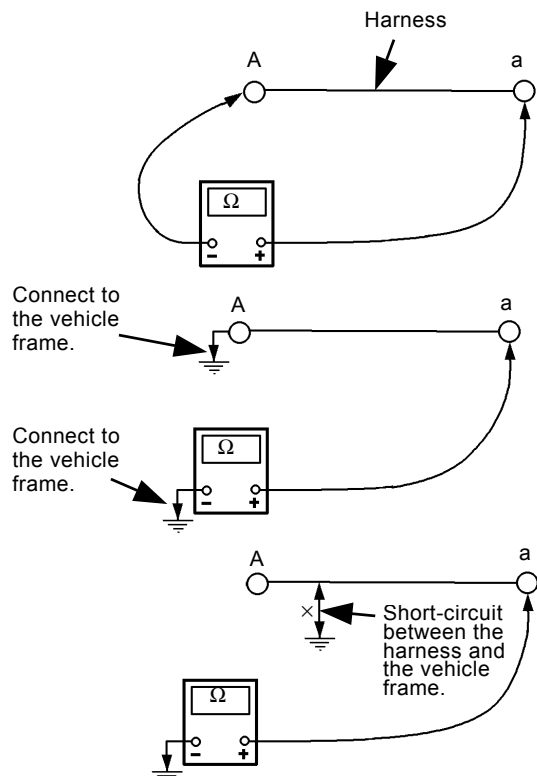 Harness
A
a
Ω
- +
Connect to
the vehicle
frame.
A
a
Connect to
the vehicle
frame.
Ω
- +
A
a
×
Short-circuit
between the
harness and
the vehicle
frame.
Ω
- +